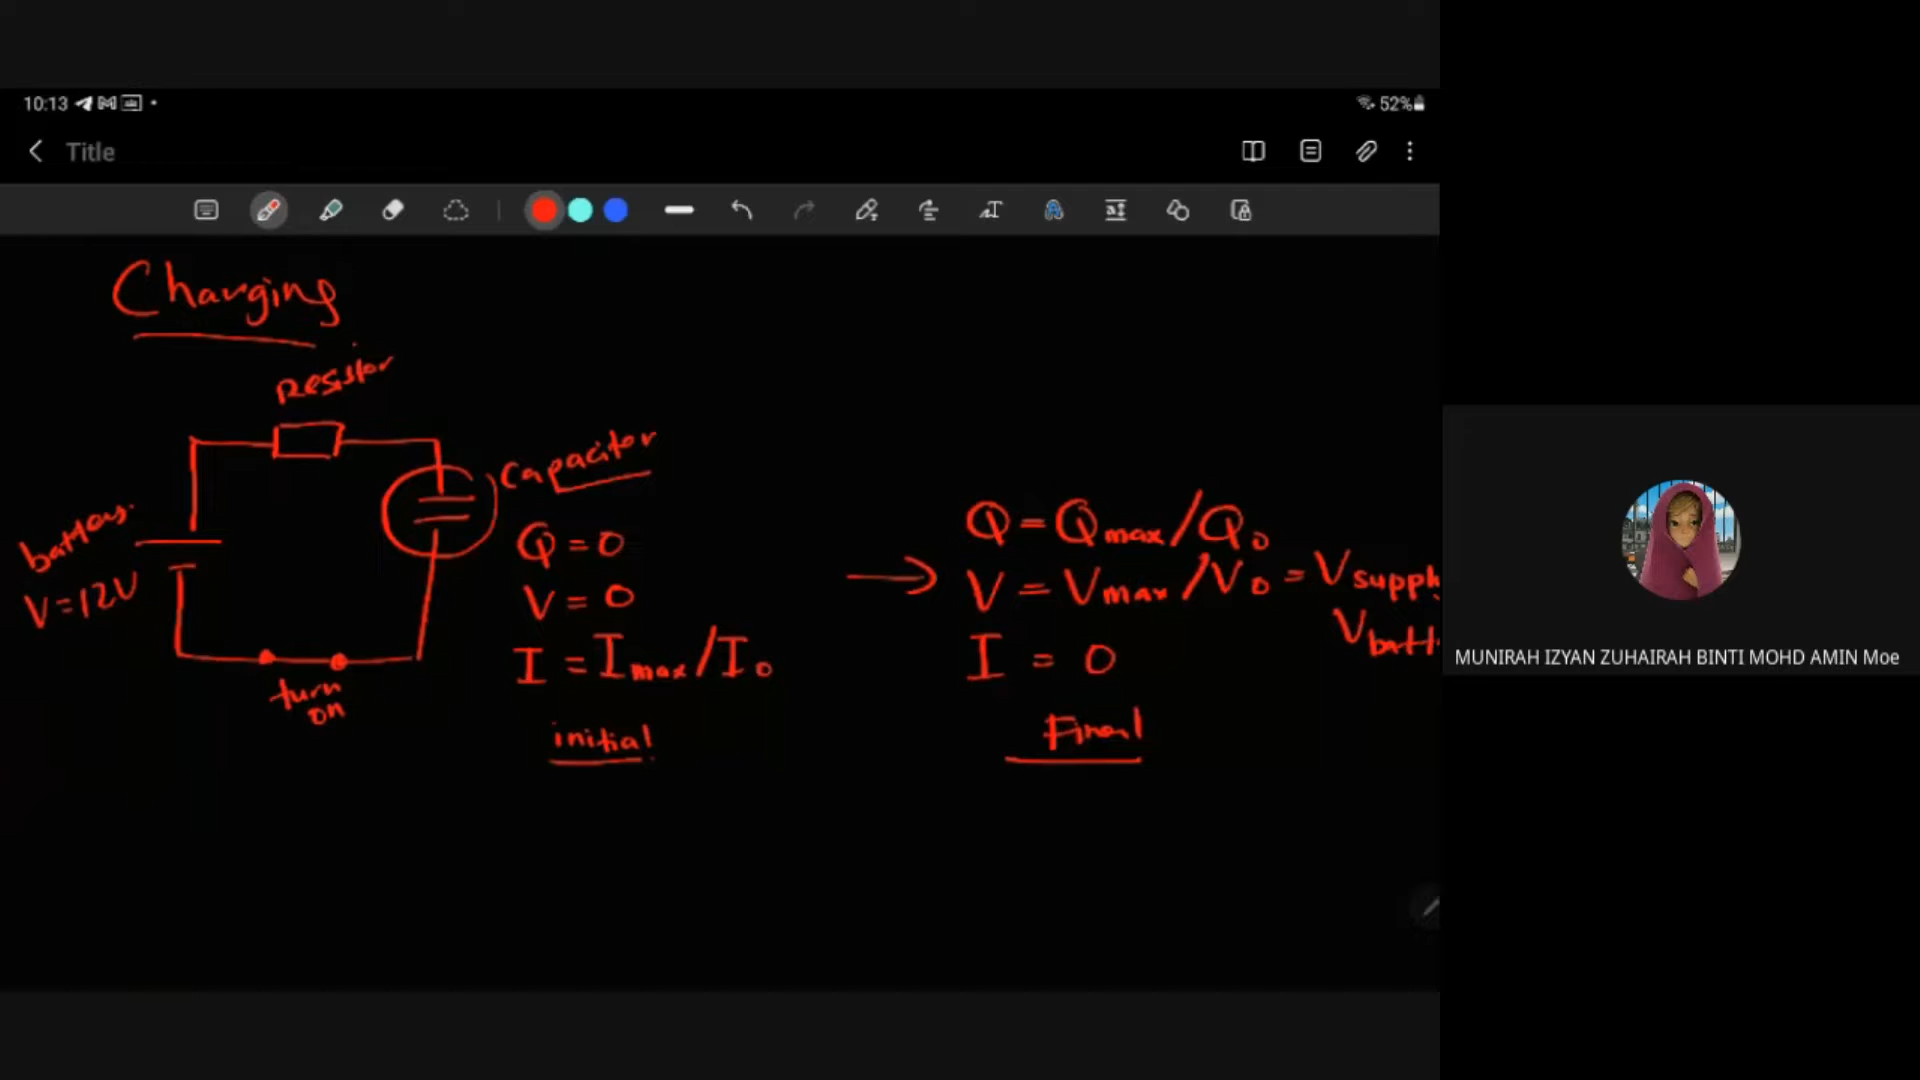 10:13
52%
Title
Charging
Resistor
Capacitor
battery.
V=12V
turn
on
Q = 0
V = 0
I = Imax/I0
initial
→ Q = Qmax/Q0
V = Vmax/V0 = Vsupply
Vbatt
I = 0
Final
MUNIRAH IZYAN ZUHAIRAH BINTI MOHD AMIN Moe